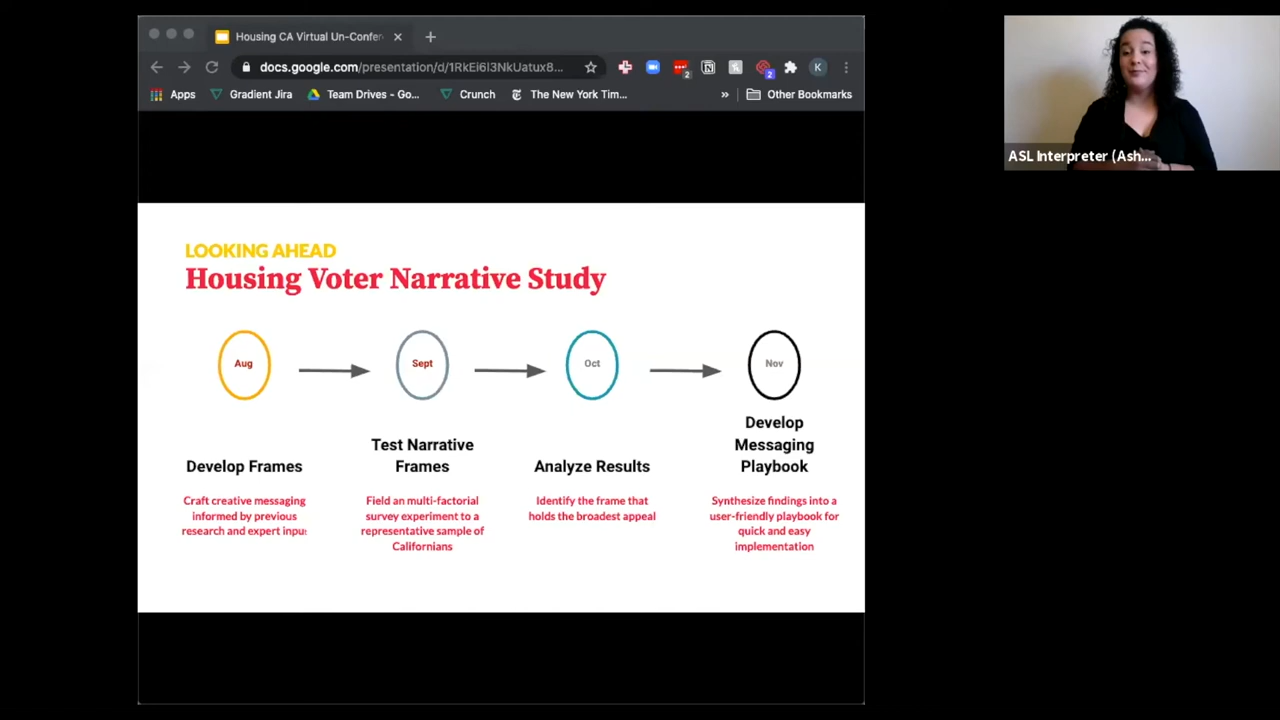 Housing CA Virtual Un-Confer
docs.google.com/presentation/d/1RkEi6I3NkUatux8...
2
2
K
Apps
Gradient Jira
Team Drives - Go...
Crunch
The New York Tim...
»
Other Bookmarks
ASL Interpreter (Ash...
LOOKING AHEAD
Housing Voter Narrative Study
Aug
Sept
Oct
Nov
Develop Frames
Test Narrative
Frames
Analyze Results
Develop
Messaging
Playbook
Craft creative messaging
informed by previous
research and expert input
Field an multi-factorial
survey experiment to a
representative sample of
Californians
Identify the frame that
holds the broadest appeal
Synthesize findings into a
user-friendly playbook for
quick and easy
implementation